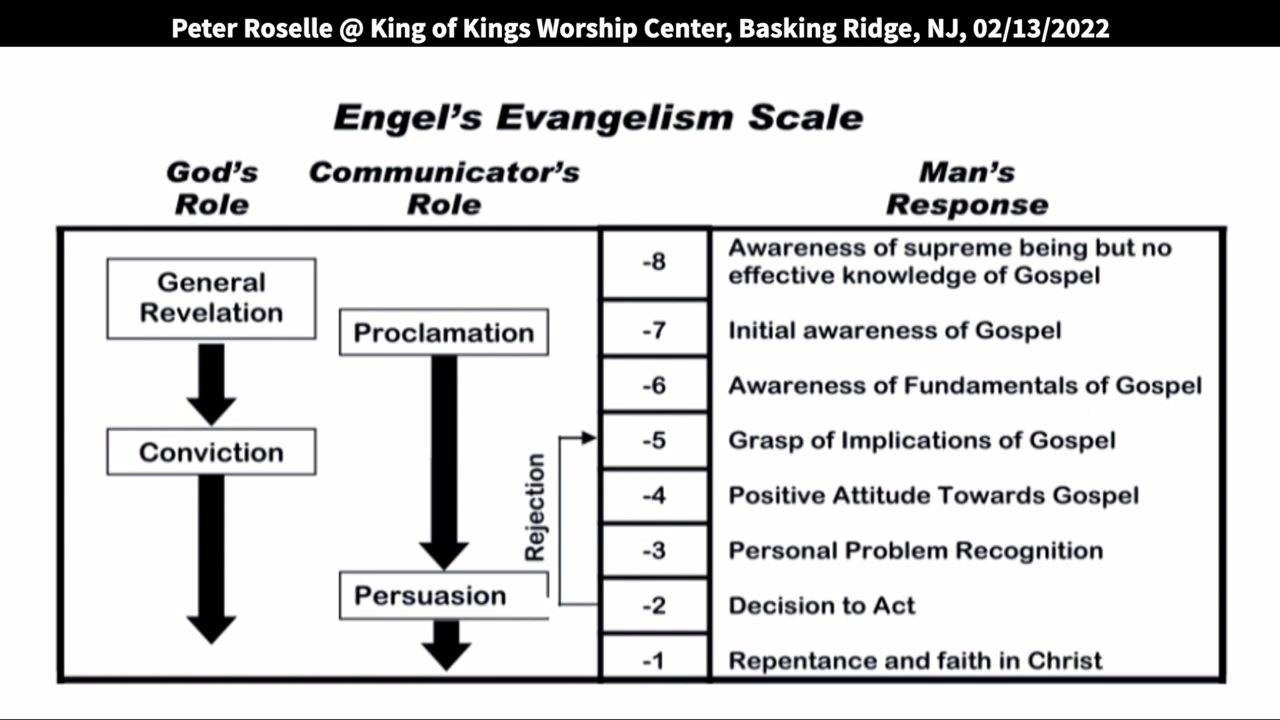 Peter Roselle @ King of Kings Worship Center, Basking Ridge, NJ, 02/13/2022
Engel's Evangelism Scale
God's
Role
Communicator's
Role
Man's
Response
General
Revelation
Conviction
Proclamation
Persuasion
Rejection
-8
Awareness of supreme being but no
effective knowledge of Gospel
-7
Initial awareness of Gospel
-6
Awareness of Fundamentals of Gospel
-5
Grasp of Implications of Gospel
-4
Positive Attitude Towards Gospel
-3
Personal Problem Recognition
-2
Decision to Act
-1
Repentance and faith in Christ